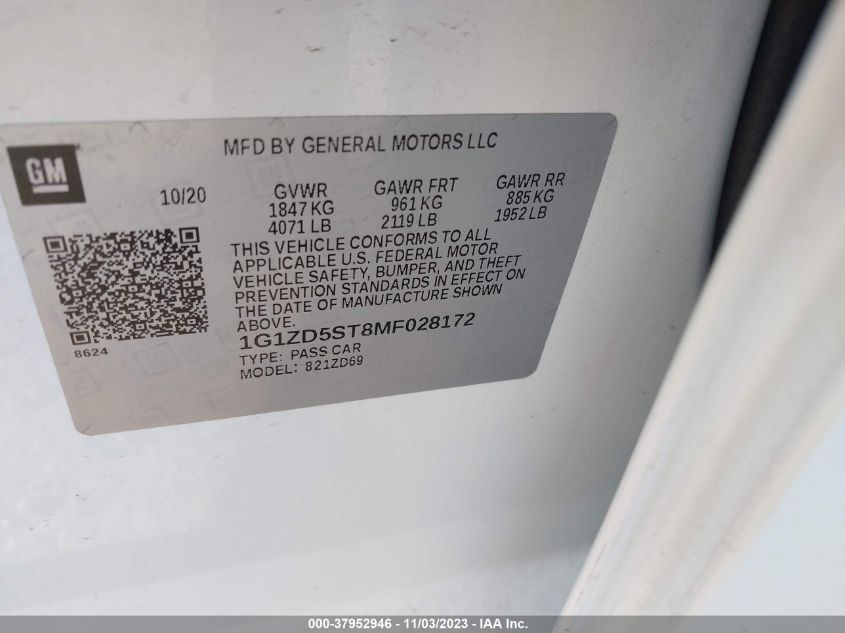 MFD BY GENERAL MOTORS LLC
GM
10/20
GVWR GAWR FRT GAWR RR
1847 KG 961 KG 885 KG
4071 LB 2119 LB 1952 LB
THIS VEHICLE CONFORMS TO ALL
APPLICABLE U.S. FEDERAL MOTOR
VEHICLE SAFETY, BUMPER, AND THEFT
PREVENTION STANDARDS IN EFFECT ON
THE DATE OF MANUFACTURE SHOWN
ABOVE.
8624
1G1ZD5ST8MF028172
TYPE: PASS CAR
MODEL: 821ZD69
000-37952946 - 11/03/2023 - IAA Inc.